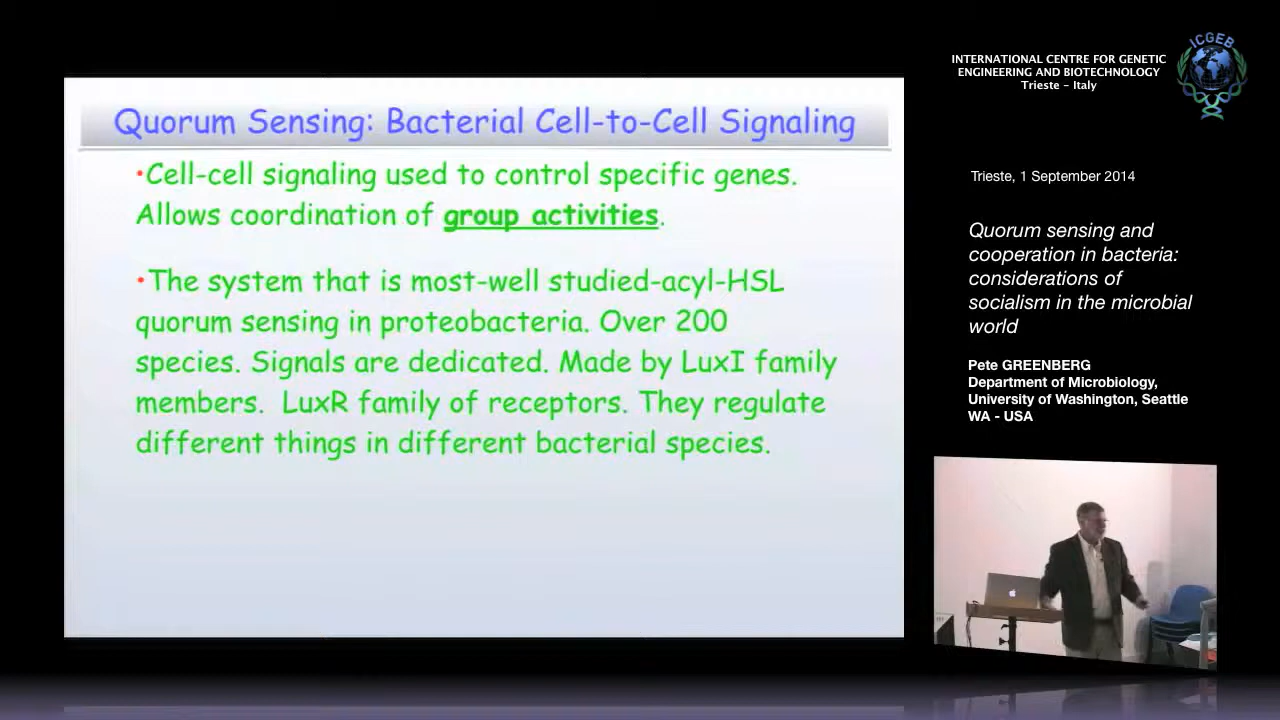 Quorum Sensing: Bacterial Cell-to-Cell Signaling
•Cell-cell signaling used to control specific genes.
Allows coordination of group activities.
•The system that is most-well studied-acyl-HSL
quorum sensing in proteobacteria. Over 200
species. Signals are dedicated. Made by LuxI family
members. LuxR family of receptors. They regulate
different things in different bacterial species.
ICGEB
INTERNATIONAL CENTRE FOR GENETIC
ENGINEERING AND BIOTECHNOLOGY
Trieste - Italy
Trieste, 1 September 2014
Quorum sensing and
cooperation in bacteria:
considerations of
socialism in the microbial
world
Pete GREENBERG
Department of Microbiology,
University of Washington, Seattle
WA - USA